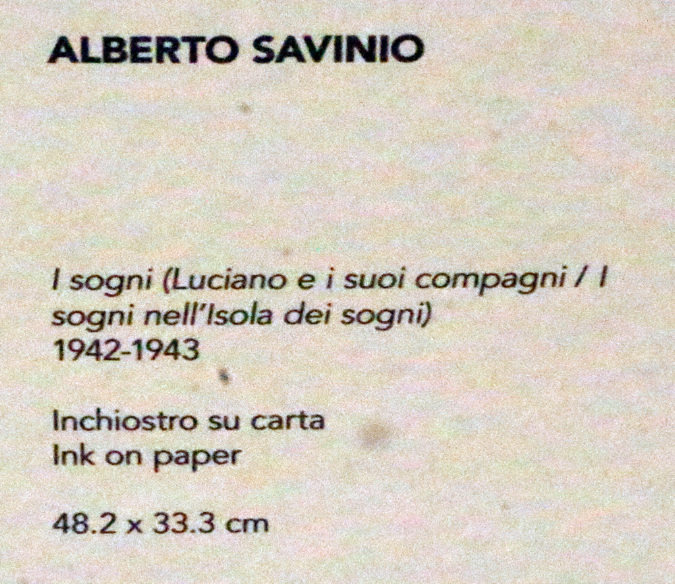 ALBERTO SAVINIO
I sogni (Luciano e i suoi compagni / I
sogni nell'Isola dei sogni)
1942-1943
Inchiostro su carta
Ink on paper
48.2 x 33.3 cm